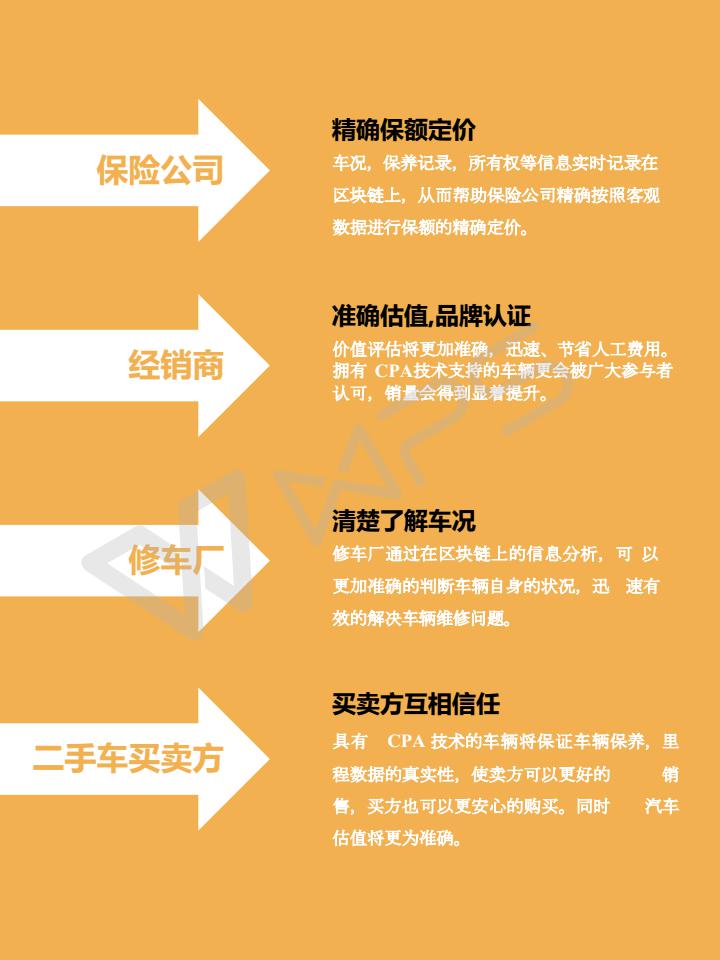 保险公司
精确保额定价
车况，保养记录，所有权等信息实时记录在
区块链上，从而帮助保险公司精确按照客观
数据进行保额的精确定价。
经销商
准确估值,品牌认证
价值评估将更加准确，迅速、节省人工费用。
拥有 CPA技术支持的车辆更会被广大参与者
认可，销量会得到显着提升。
修车厂
清楚了解车况
修车厂通过在区块链上的信息分析，可 以
更加准确的判断车辆自身的状况，迅 速有
效的解决车辆维修问题。
二手车买卖方
买卖方互相信任
具有 CPA 技术的车辆将保证车辆保养，里
程数据的真实性，使卖方可以更好的 销
售，买方也可以更安心的购买。同时 汽车
估值将更为准确。
WPS